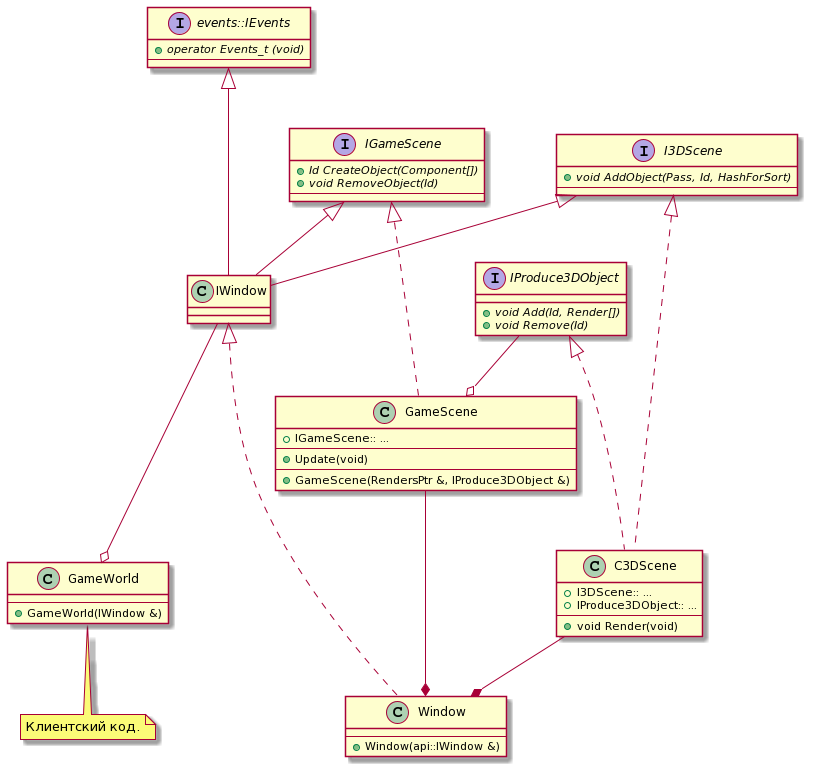 I events::IEvents
operator Events_t (void)
I IGameScene
Id CreateObject(Component[])
void RemoveObject(Id)
I I3DScene
void AddObject(Pass, Id, HashForSort)
C IWindow
I IProduce3DObject
void Add(Id, Render[])
void Remove(Id)
C GameScene
IGameScene:: ...
Update(void)
GameScene(RendersPtr &, IProduce3DObject &)
C GameWorld
GameWorld(IWindow &)
C C3DScene
I3DScene:: ...
IProduce3DObject:: ...
void Render(void)
Клиентский код.
C Window
Window(api::IWindow &)